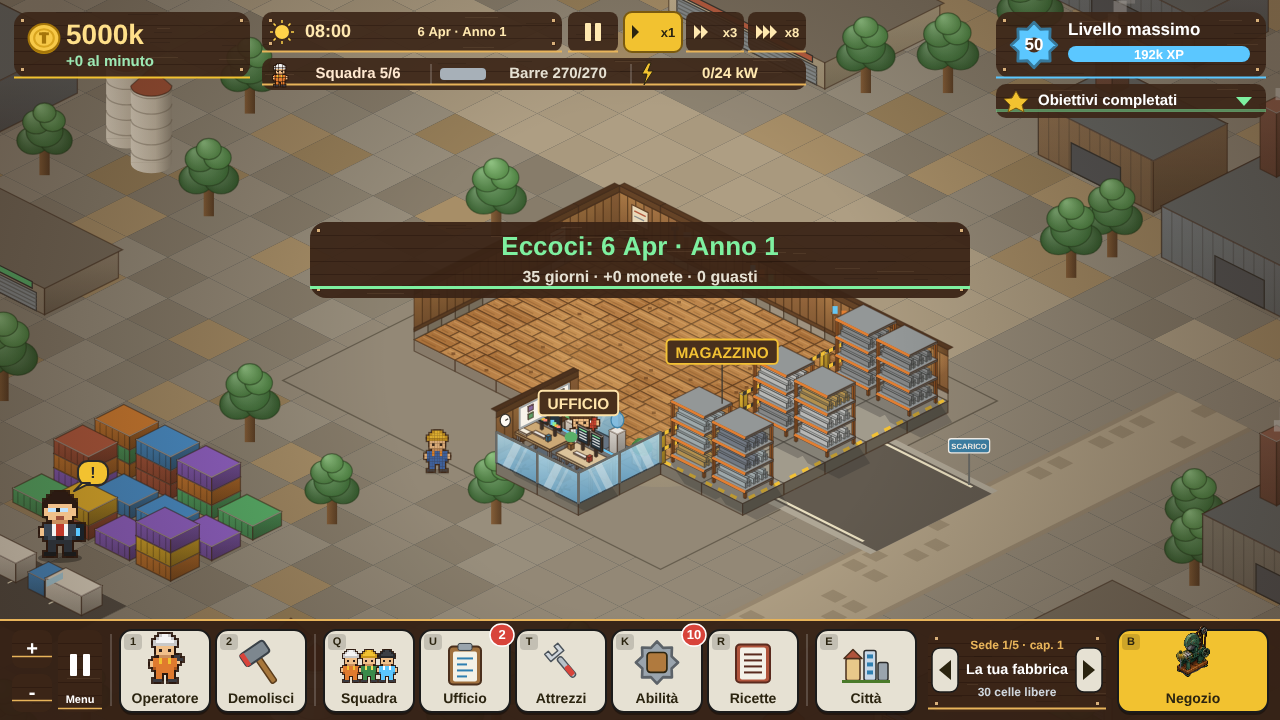 5000k
+0 al minuto
08:00
6 Apr · Anno 1
x1
x3
x8
Squadra 5/6
Barre 270/270
0/24 kW
50
Livello massimo
192k XP
Obiettivi completati
Eccoci: 6 Apr · Anno 1
35 giorni · +0 monete · 0 guasti
MAGAZZINO
UFFICIO
SCARICO
!
+
-
Menu
1
Operatore
2
Demolisci
Q
Squadra
U
2
Ufficio
T
Attrezzi
K
10
Abilità
R
Ricette
E
Città
Sede 1/5 · cap. 1
La tua fabbrica
30 celle libere
B
Negozio